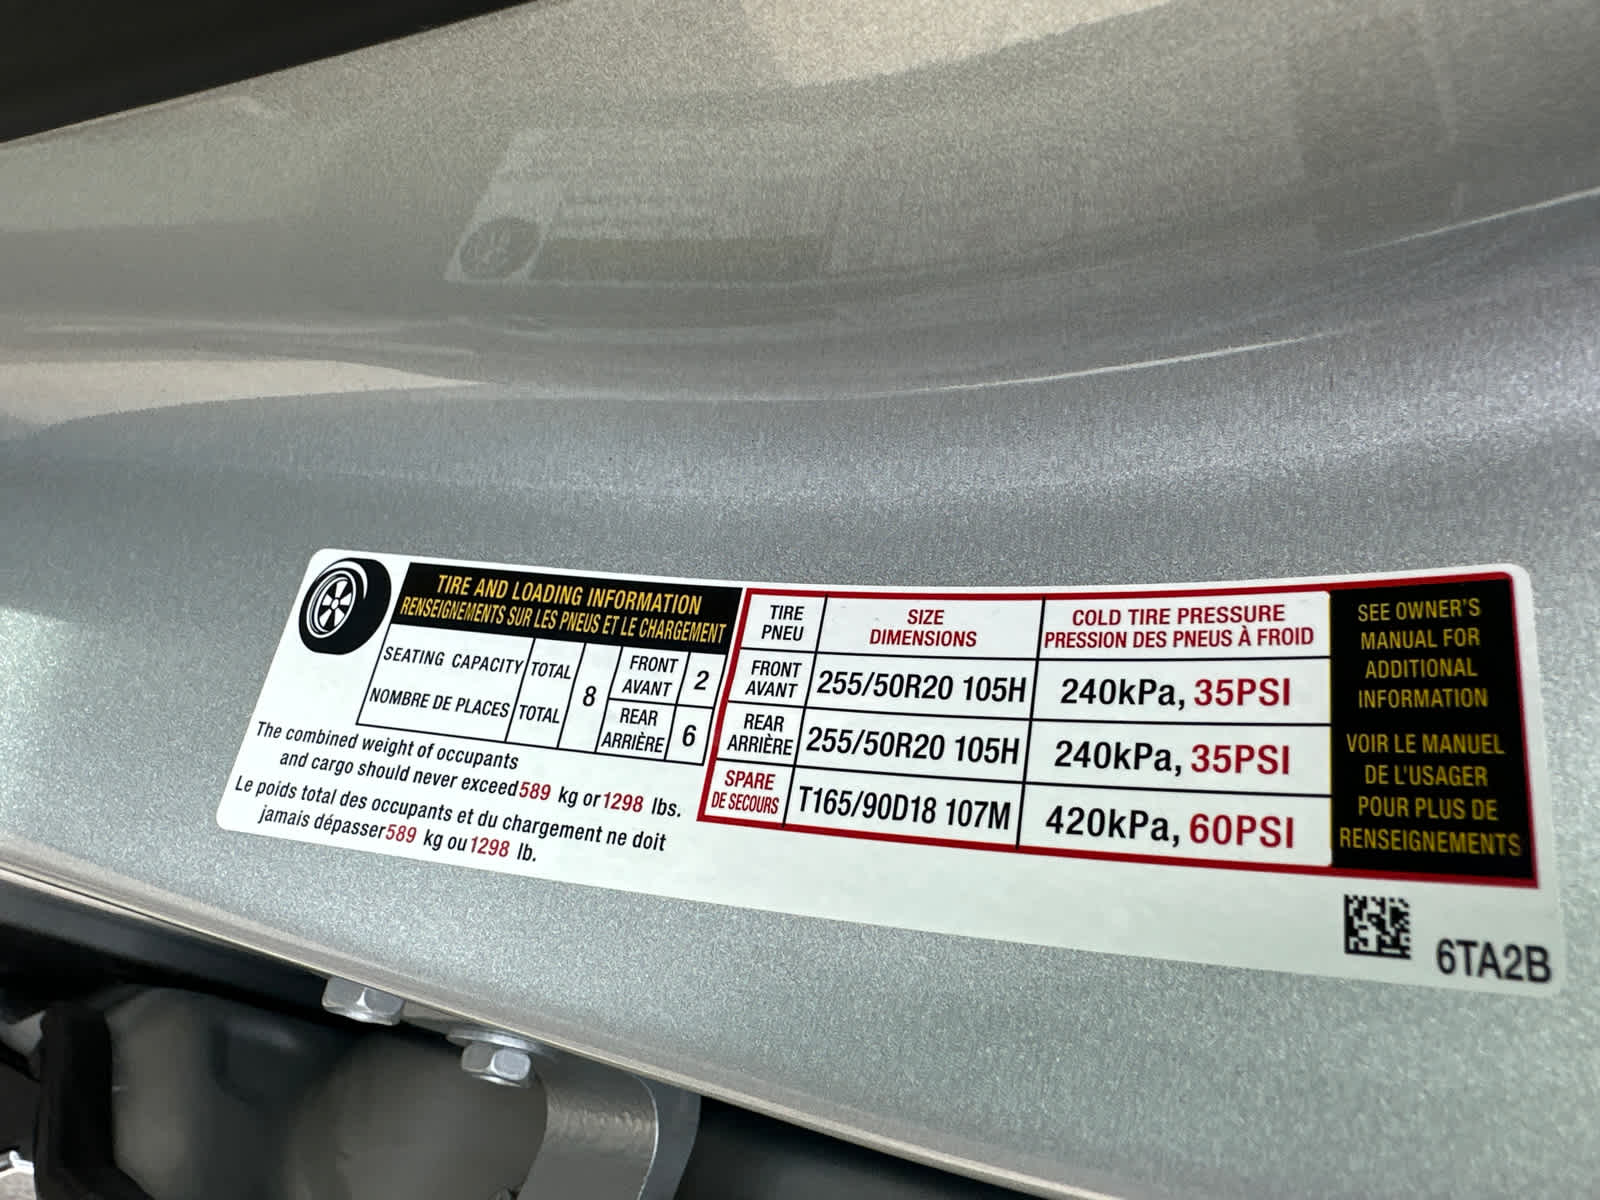 TIRE AND LOADING INFORMATION
RENSEIGNEMENTS SUR LES PNEUS ET LE CHARGEMENT
SEATING CAPACITY TOTAL 8 FRONT AVANT 2
NOMBRE DE PLACES TOTAL REAR ARRIÈRE 6
The combined weight of occupants
and cargo should never exceed 589 kg or 1298 lbs.
Le poids total des occupants et du chargement ne doit
jamais dépasser 589 kg ou 1298 lb.
TIRE PNEU SIZE DIMENSIONS COLD TIRE PRESSURE PRESSION DES PNEUS À FROID
FRONT AVANT 255/50R20 105H 240kPa, 35PSI
REAR ARRIÈRE 255/50R20 105H 240kPa, 35PSI
SPARE DE SECOURS T165/90D18 107M 420kPa, 60PSI
SEE OWNER'S
MANUAL FOR
ADDITIONAL
INFORMATION
VOIR LE MANUEL
DE L'USAGER
POUR PLUS DE
RENSEIGNEMENTS
6TA2B